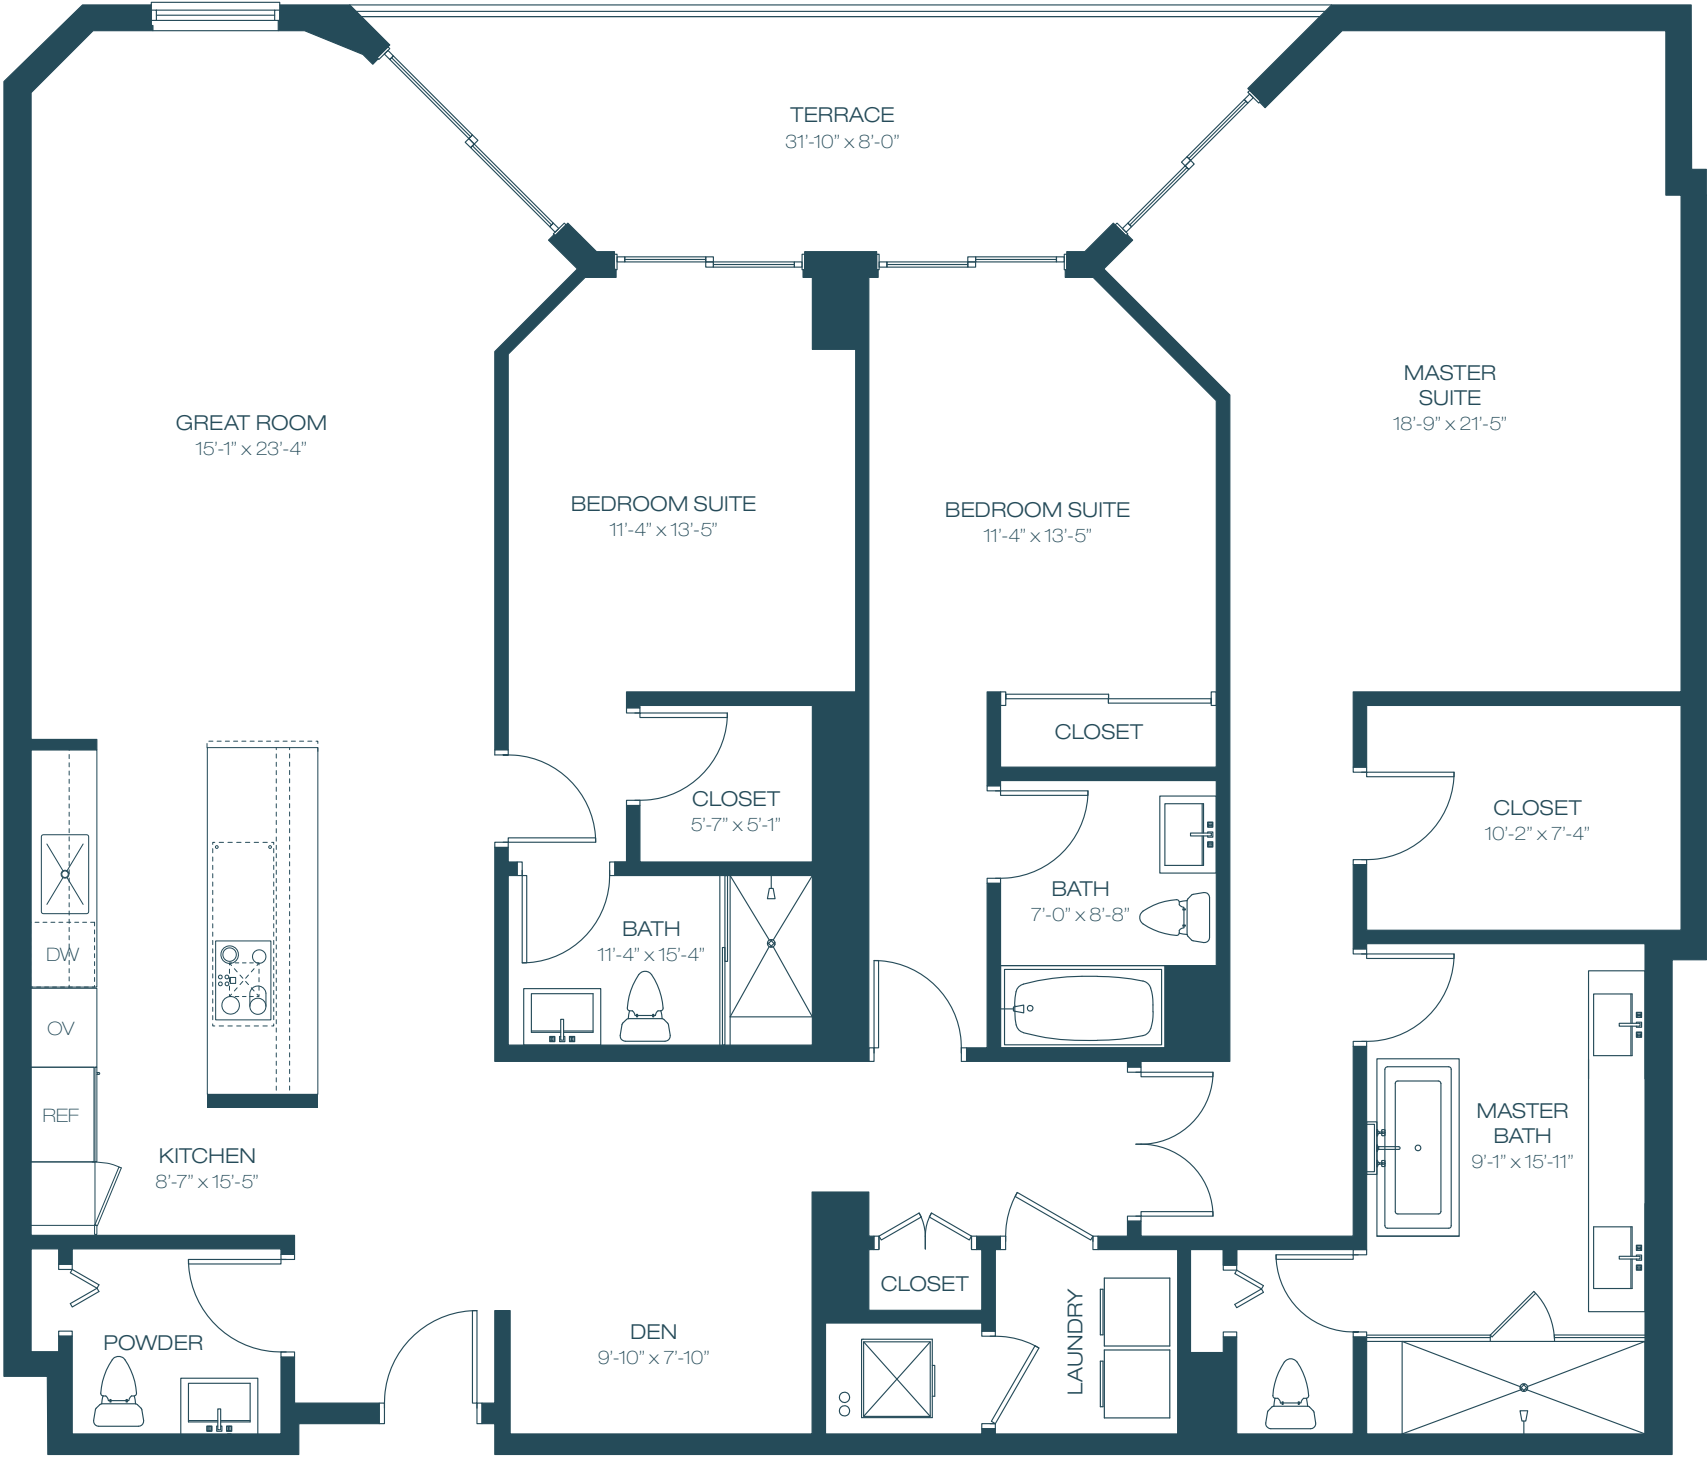 TERRACE
31'-10" x 8'-0"
GREAT ROOM
15'-1" x 23'-4"
BEDROOM SUITE
11'-4" x 13'-5"
BEDROOM SUITE
11'-4" x 13'-5"
MASTER
SUITE
18'-9" x 21'-5"
CLOSET
CLOSET
5'-7" x 5'-1"
CLOSET
10'-2" x 7'-4"
BATH
7'-0" x 8'-8"
BATH
11'-4" x 15'-4"
DW
OV
REF
KITCHEN
8'-7" x 15'-5"
MASTER
BATH
9'-1" x 15'-11"
CLOSET
LAUNDRY
POWDER
DEN
9'-10" x 7'-10"